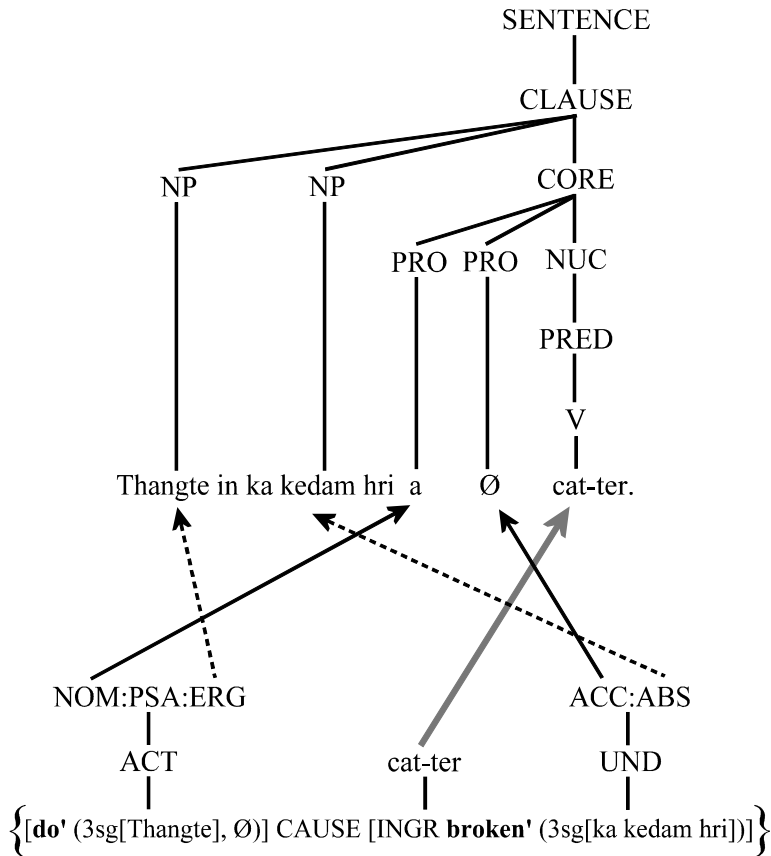 SENTENCE
CLAUSE
NP NP CORE
PRO PRO NUC
PRED
V
Thangte in ka kedam hri a Ø cat-ter.
NOM:PSA:ERG ACC:ABS
ACT cat-ter UND
{[do' (3sg[Thangte], Ø)] CAUSE [INGR broken' (3sg[ka kedam hri])]}